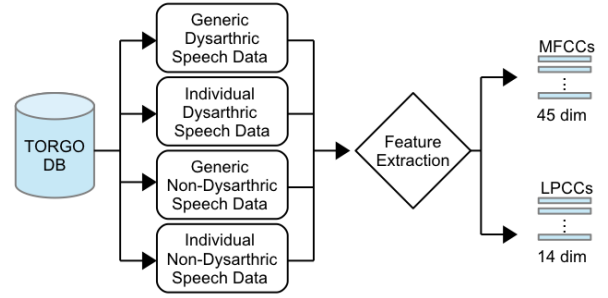 TORGO
DB
Generic
Dysarthric
Speech Data
Individual
Dysarthric
Speech Data
Generic
Non-Dysarthric
Speech Data
Individual
Non-Dysarthric
Speech Data
Feature
Extraction
MFCCs
45 dim
LPCCs
14 dim